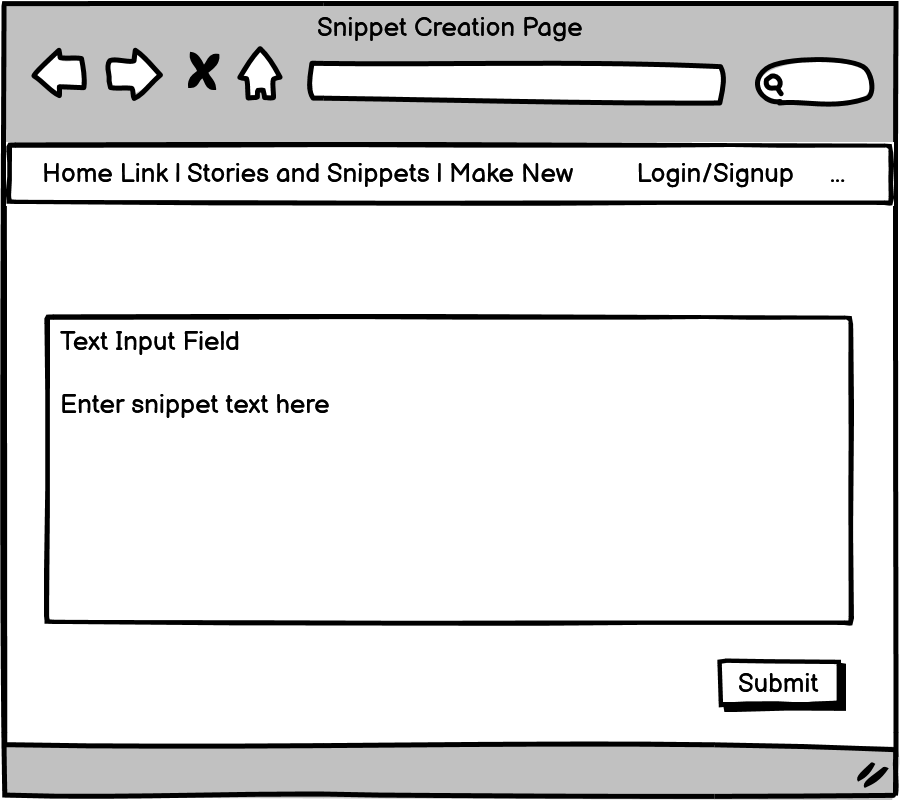 Snippet Creation Page
Home Link | Stories and Snippets | Make New Login/Signup ...
Text Input Field
Enter snippet text here
Submit